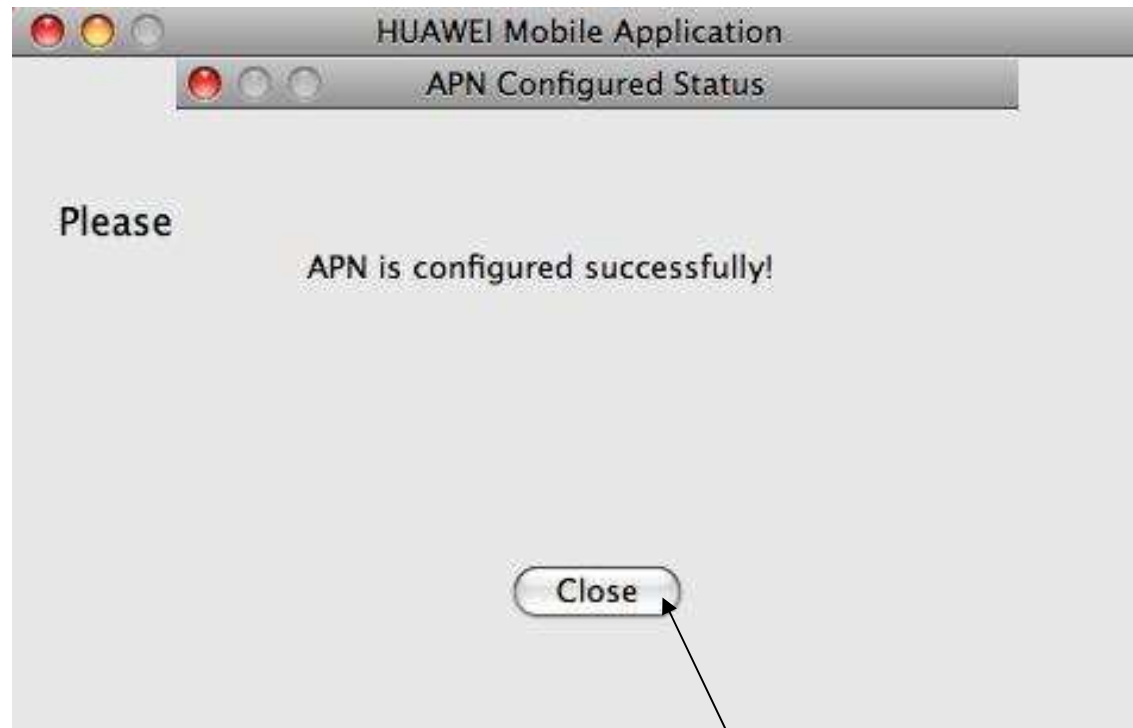 HUAWEI Mobile Application
APN Configured Status
Please
APN is configured successfully!
Close